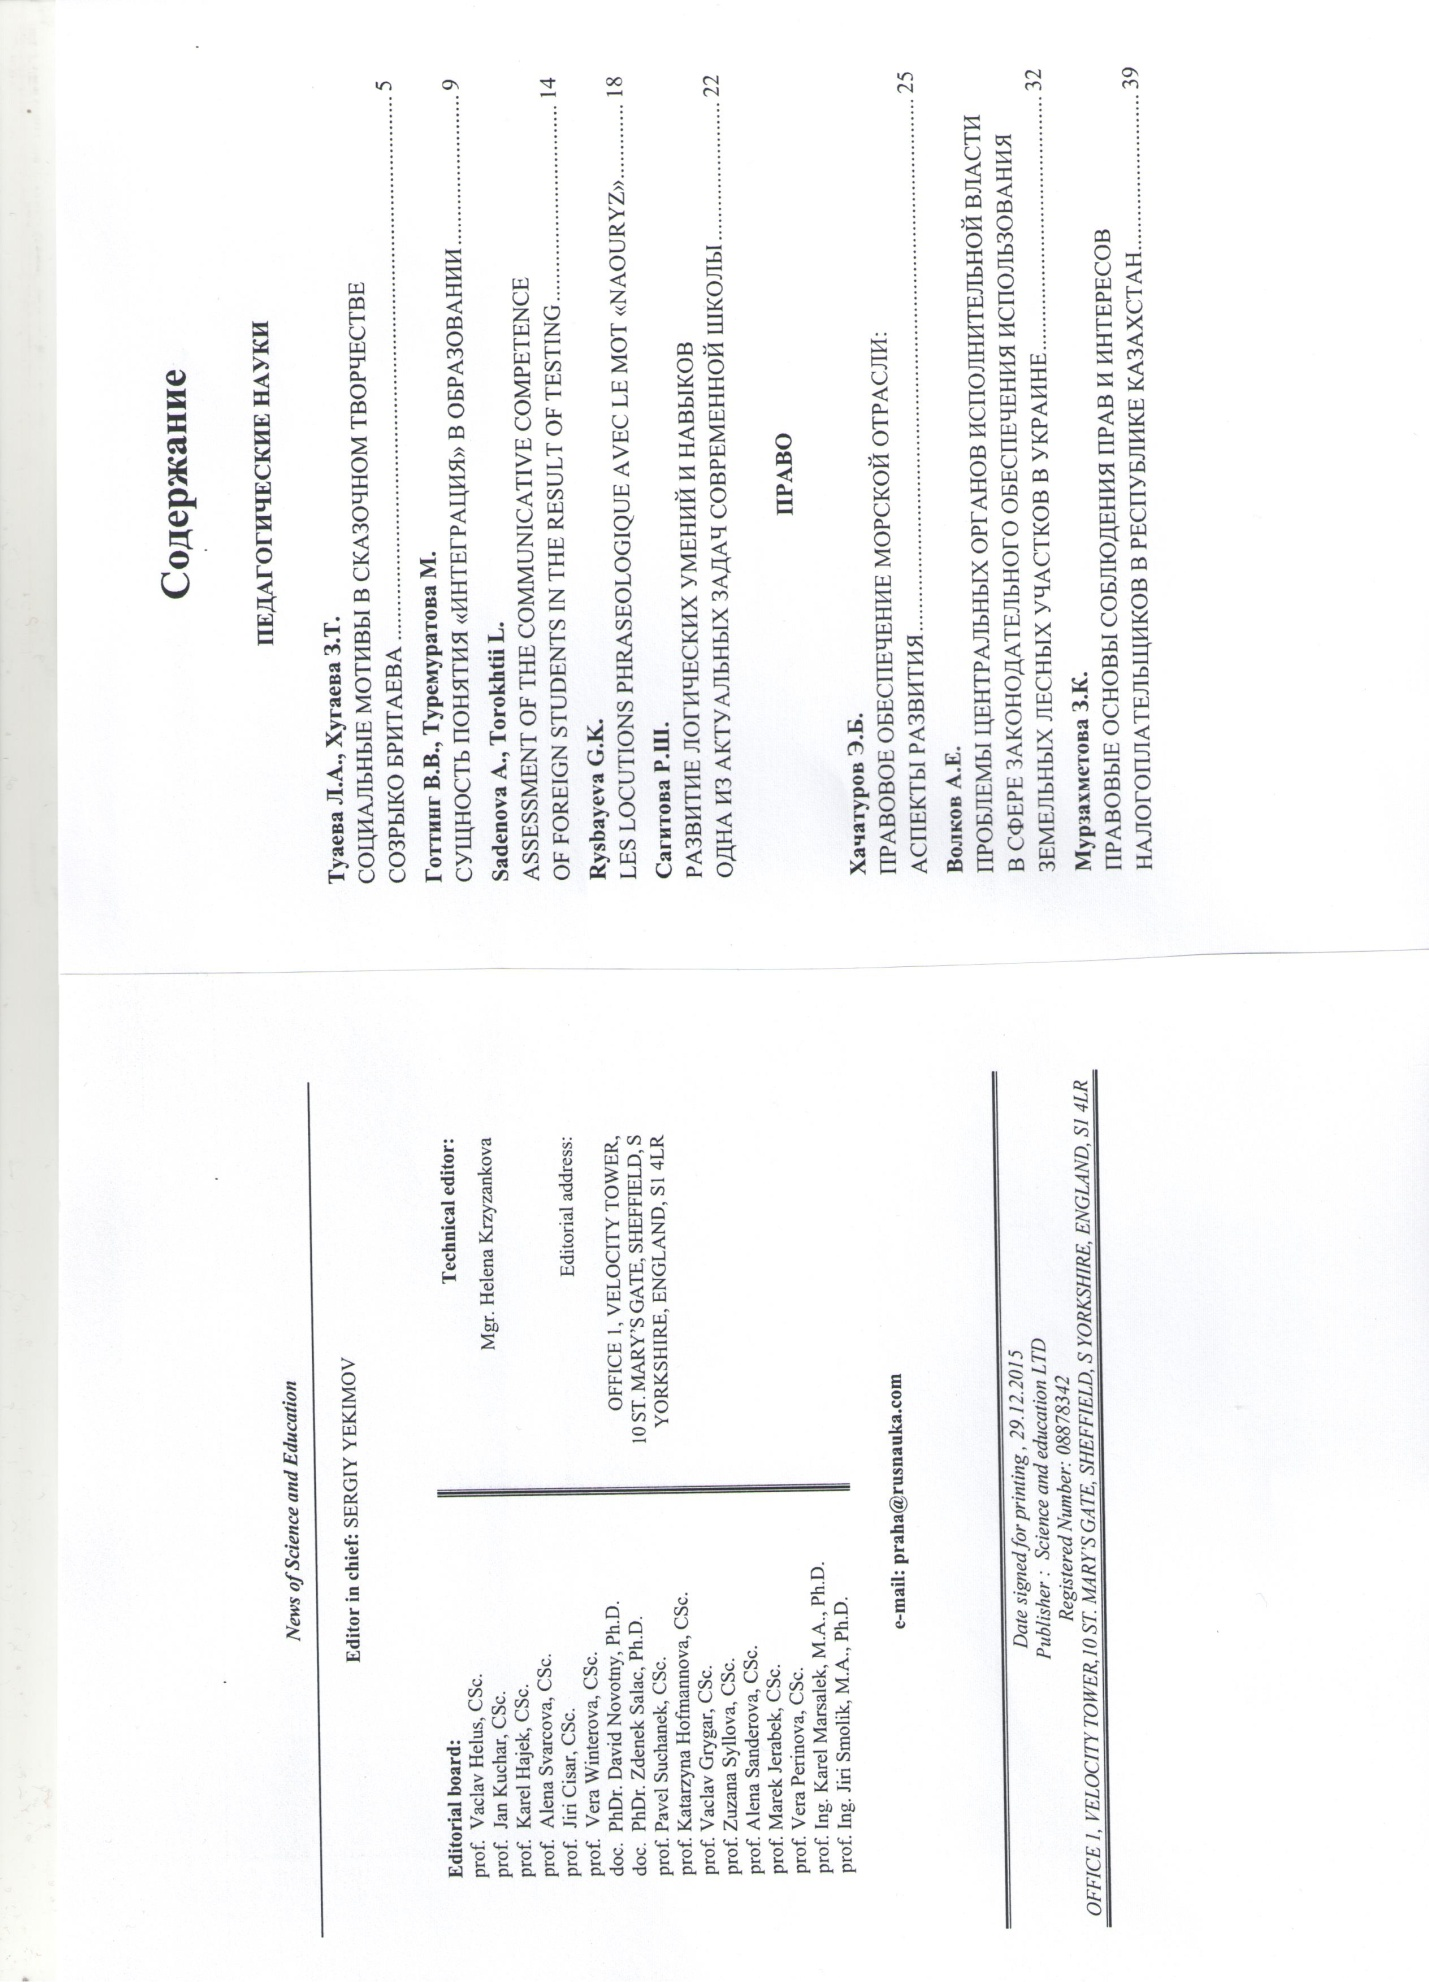 News of Science and Education
Editor in chief: SERGIY YEKIMOV
Editorial board:
prof. Vaclav Helus, CSc.
prof. Jan Kuchar, CSc.
prof. Karel Hajek, CSc.
prof. Alena Svarcova, CSc.
prof. Jiri Cisar, CSc.
prof. Vera Winterova, CSc.
doc. PhDr. David Novotny, Ph.D.
doc. PhDr. Zdenek Salac, Ph.D.
prof. Pavel Suchanek, CSc.
prof. Katarzyna Hofmannova, CSc.
prof. Vaclav Grygar, CSc.
prof. Zuzana Syllova, CSc.
prof. Alena Sanderova, CSc.
prof. Marek Jerabek, CSc.
prof. Vera Perinova, CSc.
prof. Ing. Karel Marsalek, M.A., Ph.D.
prof. Ing. Jiri Smolik, M.A., Ph.D.
Technical editor:
Mgr. Helena Krzyzankova
Editorial address:
OFFICE 1, VELOCITY TOWER,
10 ST. MARY'S GATE, SHEFFIELD, S
YORKSHIRE, ENGLAND, S1 4LR
e-mail: praha@rusnauka.com
Date signed for printing , 29.12.2015
Publisher : Science and education LTD
Registered Number: 08878342
OFFICE 1, VELOCITY TOWER,10 ST. MARY'S GATE, SHEFFIELD, S YORKSHIRE, ENGLAND, S1 4LR
Содержание
ПЕДАГОГИЧЕСКИЕ НАУКИ
Туаева Л.А., Хугаева З.Т.
СОЦИАЛЬНЫЕ МОТИВЫ В СКАЗОЧНОМ ТВОРЧЕСТВЕ
СОЗРЫКО БРИТАЕВА ........ 5
Готтинг В.В., Туремуратова М.
СУЩНОСТЬ ПОНЯТИЯ «ИНТЕГРАЦИЯ» В ОБРАЗОВАНИИ........ 9
Sadenova A., Torokhtii L.
ASSESSMENT OF THE COMMUNICATIVE COMPETENCE
OF FOREIGN STUDENTS IN THE RESULT OF TESTING........ 14
Rysbayeva G.K.
LES LOCUTIONS PHRASEOLOGIQUE AVEC LE MOT «NAOURYZ»........ 18
Сагитова Р.Ш.
РАЗВИТИЕ ЛОГИЧЕСКИХ УМЕНИЙ И НАВЫКОВ
ОДНА ИЗ АКТУАЛЬНЫХ ЗАДАЧ СОВРЕМЕННОЙ ШКОЛЫ........ 22
ПРАВО
Хачатуров Э.Б.
ПРАВОВОЕ ОБЕСПЕЧЕНИЕ МОРСКОЙ ОТРАСЛИ:
АСПЕКТЫ РАЗВИТИЯ........ 25
Волков А.Е.
ПРОБЛЕМЫ ЦЕНТРАЛЬНЫХ ОРГАНОВ ИСПОЛНИТЕЛЬНОЙ ВЛАСТИ
В СФЕРЕ ЗАКОНОДАТЕЛЬНОГО ОБЕСПЕЧЕНИЯ ИСПОЛЬЗОВАНИЯ
ЗЕМЕЛЬНЫХ ЛЕСНЫХ УЧАСТКОВ В УКРАИНЕ........ 32
Мурзахметова З.К.
ПРАВОВЫЕ ОСНОВЫ СОБЛЮДЕНИЯ ПРАВ И ИНТЕРЕСОВ
НАЛОГОПЛАТЕЛЬЩИКОВ В РЕСПУБЛИКЕ КАЗАХСТАН........ 39